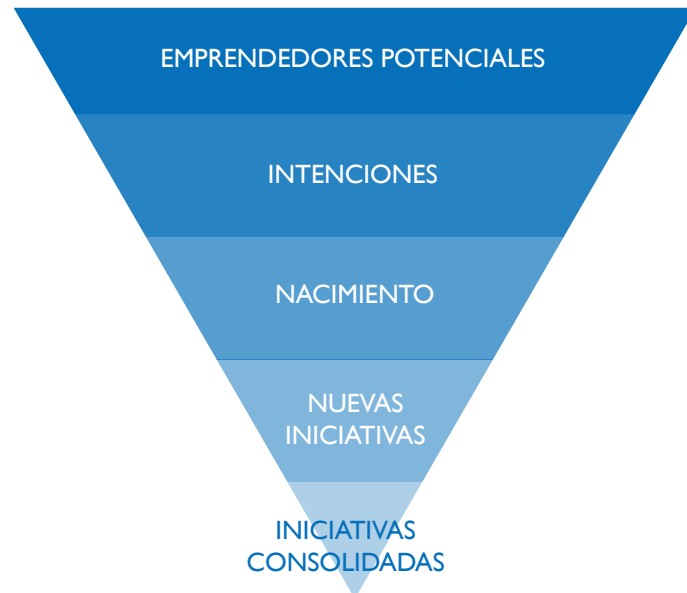 EMPRENDEDORES POTENCIALES
INTENCIONES
NACIMIENTO
NUEVAS
INICIATIVAS
INICIATIVAS
CONSOLIDADAS